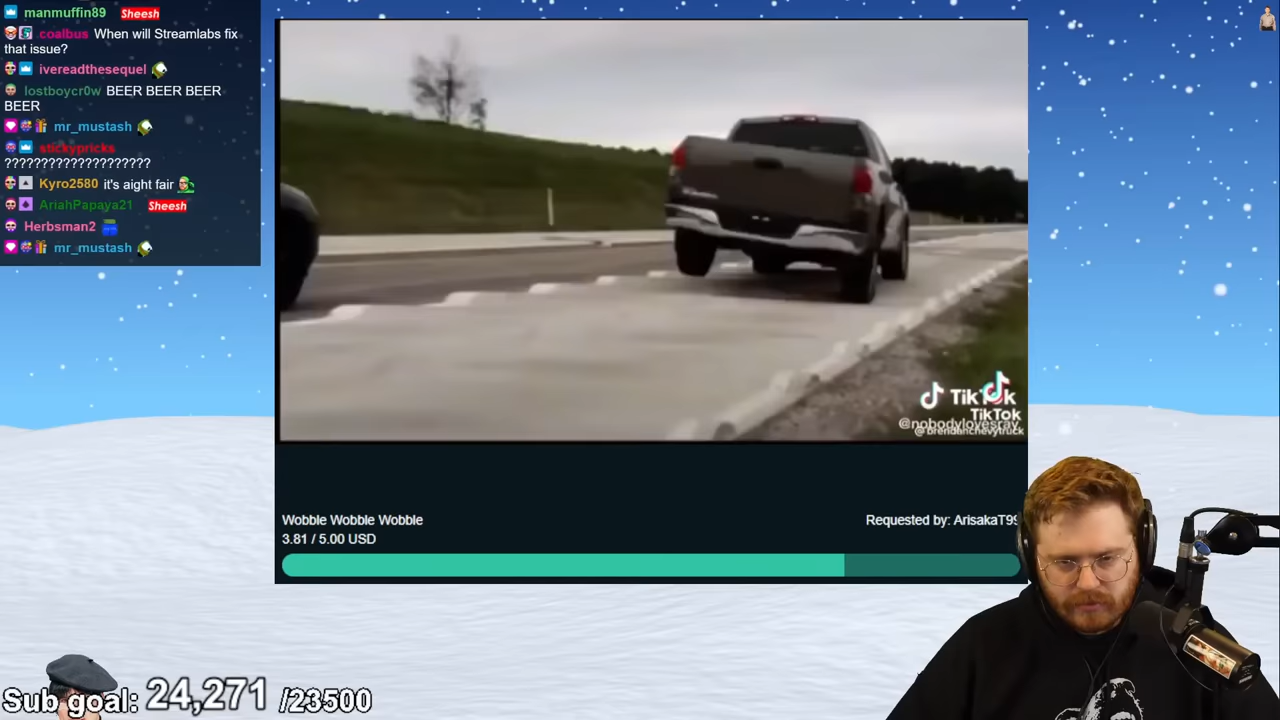 manmuffin89 Sheesh
coalbus When will Streamlabs fix
that issue?
ivereadthesequel
lostboycr0w BEER BEER BEER
BEER
mr_mustash
stickypricks
????????????????????
Kyro2580 it's aight fair
AriahPapaya21 Sheesh
Herbsman2
mr_mustash
TikTok
TikTok
@nobodylovesray
@brendanchevytruck
Wobble Wobble Wobble
Requested by: ArisakaT99
3.81 / 5.00 USD
Sub goal: 24,271 /23500